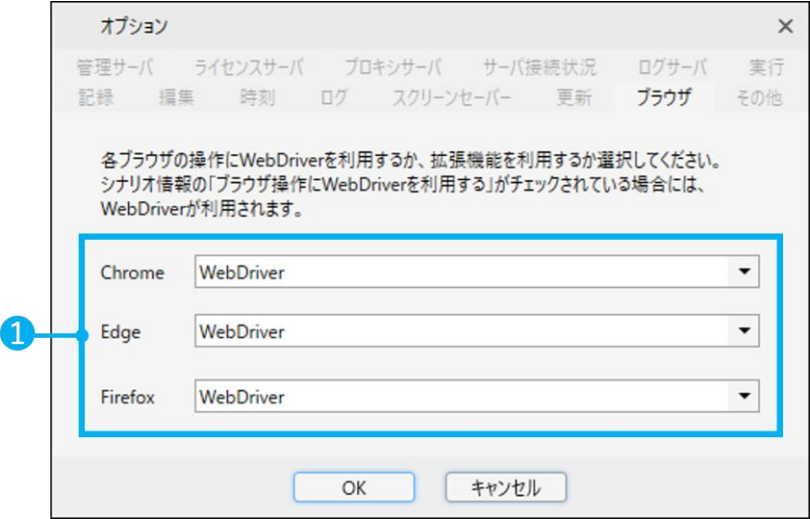 オプション
管理サーバ ライセンスサーバ プロキシサーバ サーバ接続状況 ログサーバ 実行
記録 編集 時刻 ログ スクリーンセーバー 更新 ブラウザ その他
各ブラウザの操作にWebDriverを利用するか、拡張機能を利用するか選択してください。
シナリオ情報の「ブラウザ操作にWebDriverを利用する」がチェックされている場合には、
WebDriverが利用されます。
Chrome WebDriver
1 Edge WebDriver
Firefox WebDriver
OK キャンセル